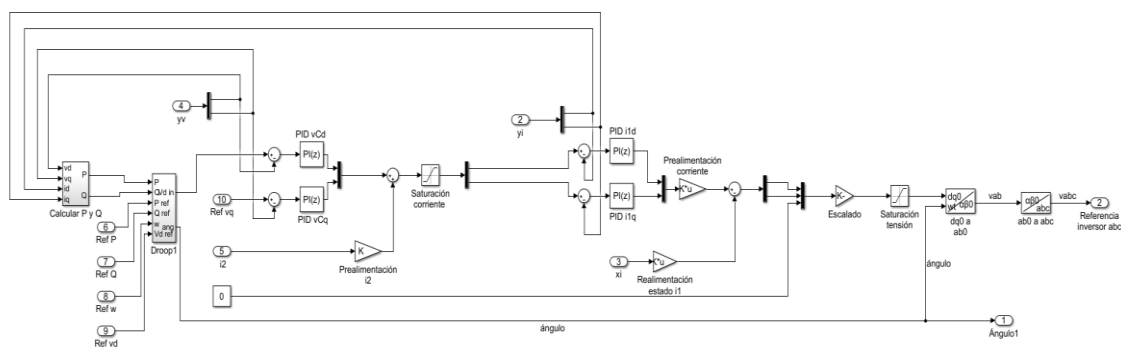 4
yv
vd
vq
id
iq
P
Q
Calcular P y Q
P
Q
P ref
Q ref
w
Vd ref
Vd in
ang
Droop1
6
Ref P
7
Ref Q
8
Ref w
9
Ref vd
10
Ref vq
PID vCd
PI(z)
PI(z)
PID vCq
5
i2
K
Prealimentación
i2
0
Saturación
corriente
2
yi
PID i1d
PI(z)
PI(z)
PID i1q
Prealimentación
corriente
K*u
3
xi
K*u
Realimentación
estado i1
K-
Escalado
Saturación
tensión
dq0
wt
αβ0
dq0 a
ab0
vab
αβ0
abc
ab0 a abc
vabc
2
Referencia
inversor abc
ángulo
ángulo
1
Ángulo1